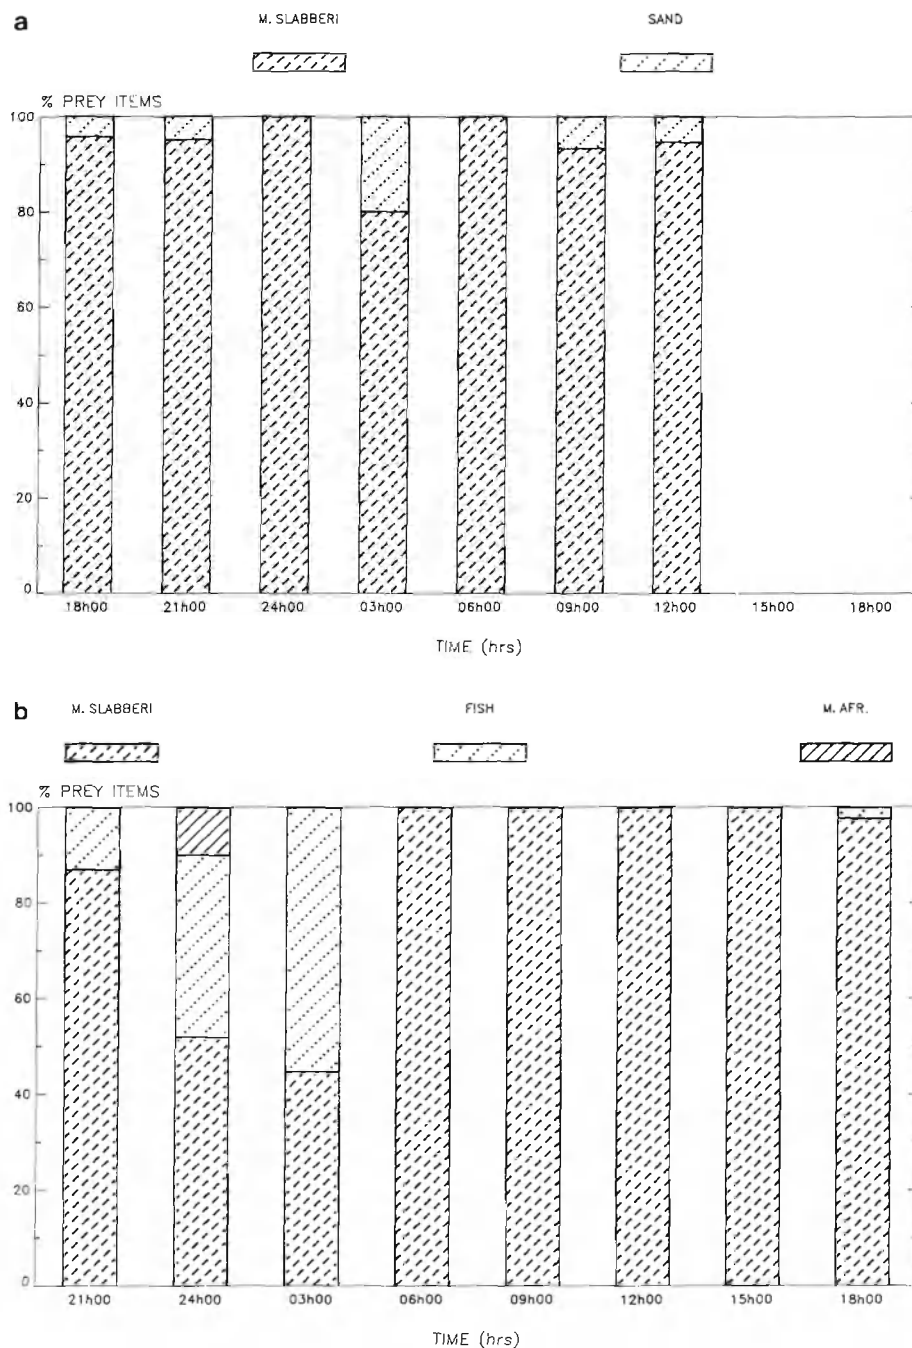 a
M. SLABBERI SAND
% PREY ITEMS
100
80
60
40
20
0
18h00 21h00 24h00 03h00 06h00 09h00 12h00 15h00 18h00
TIME (hrs)
b
M. SLABBERI FISH M. AFR.
% PREY ITEMS
100
80
60
40
20
0
21h00 24h00 03h00 06h00 09h00 12h00 15h00 18h00
TIME (hrs)